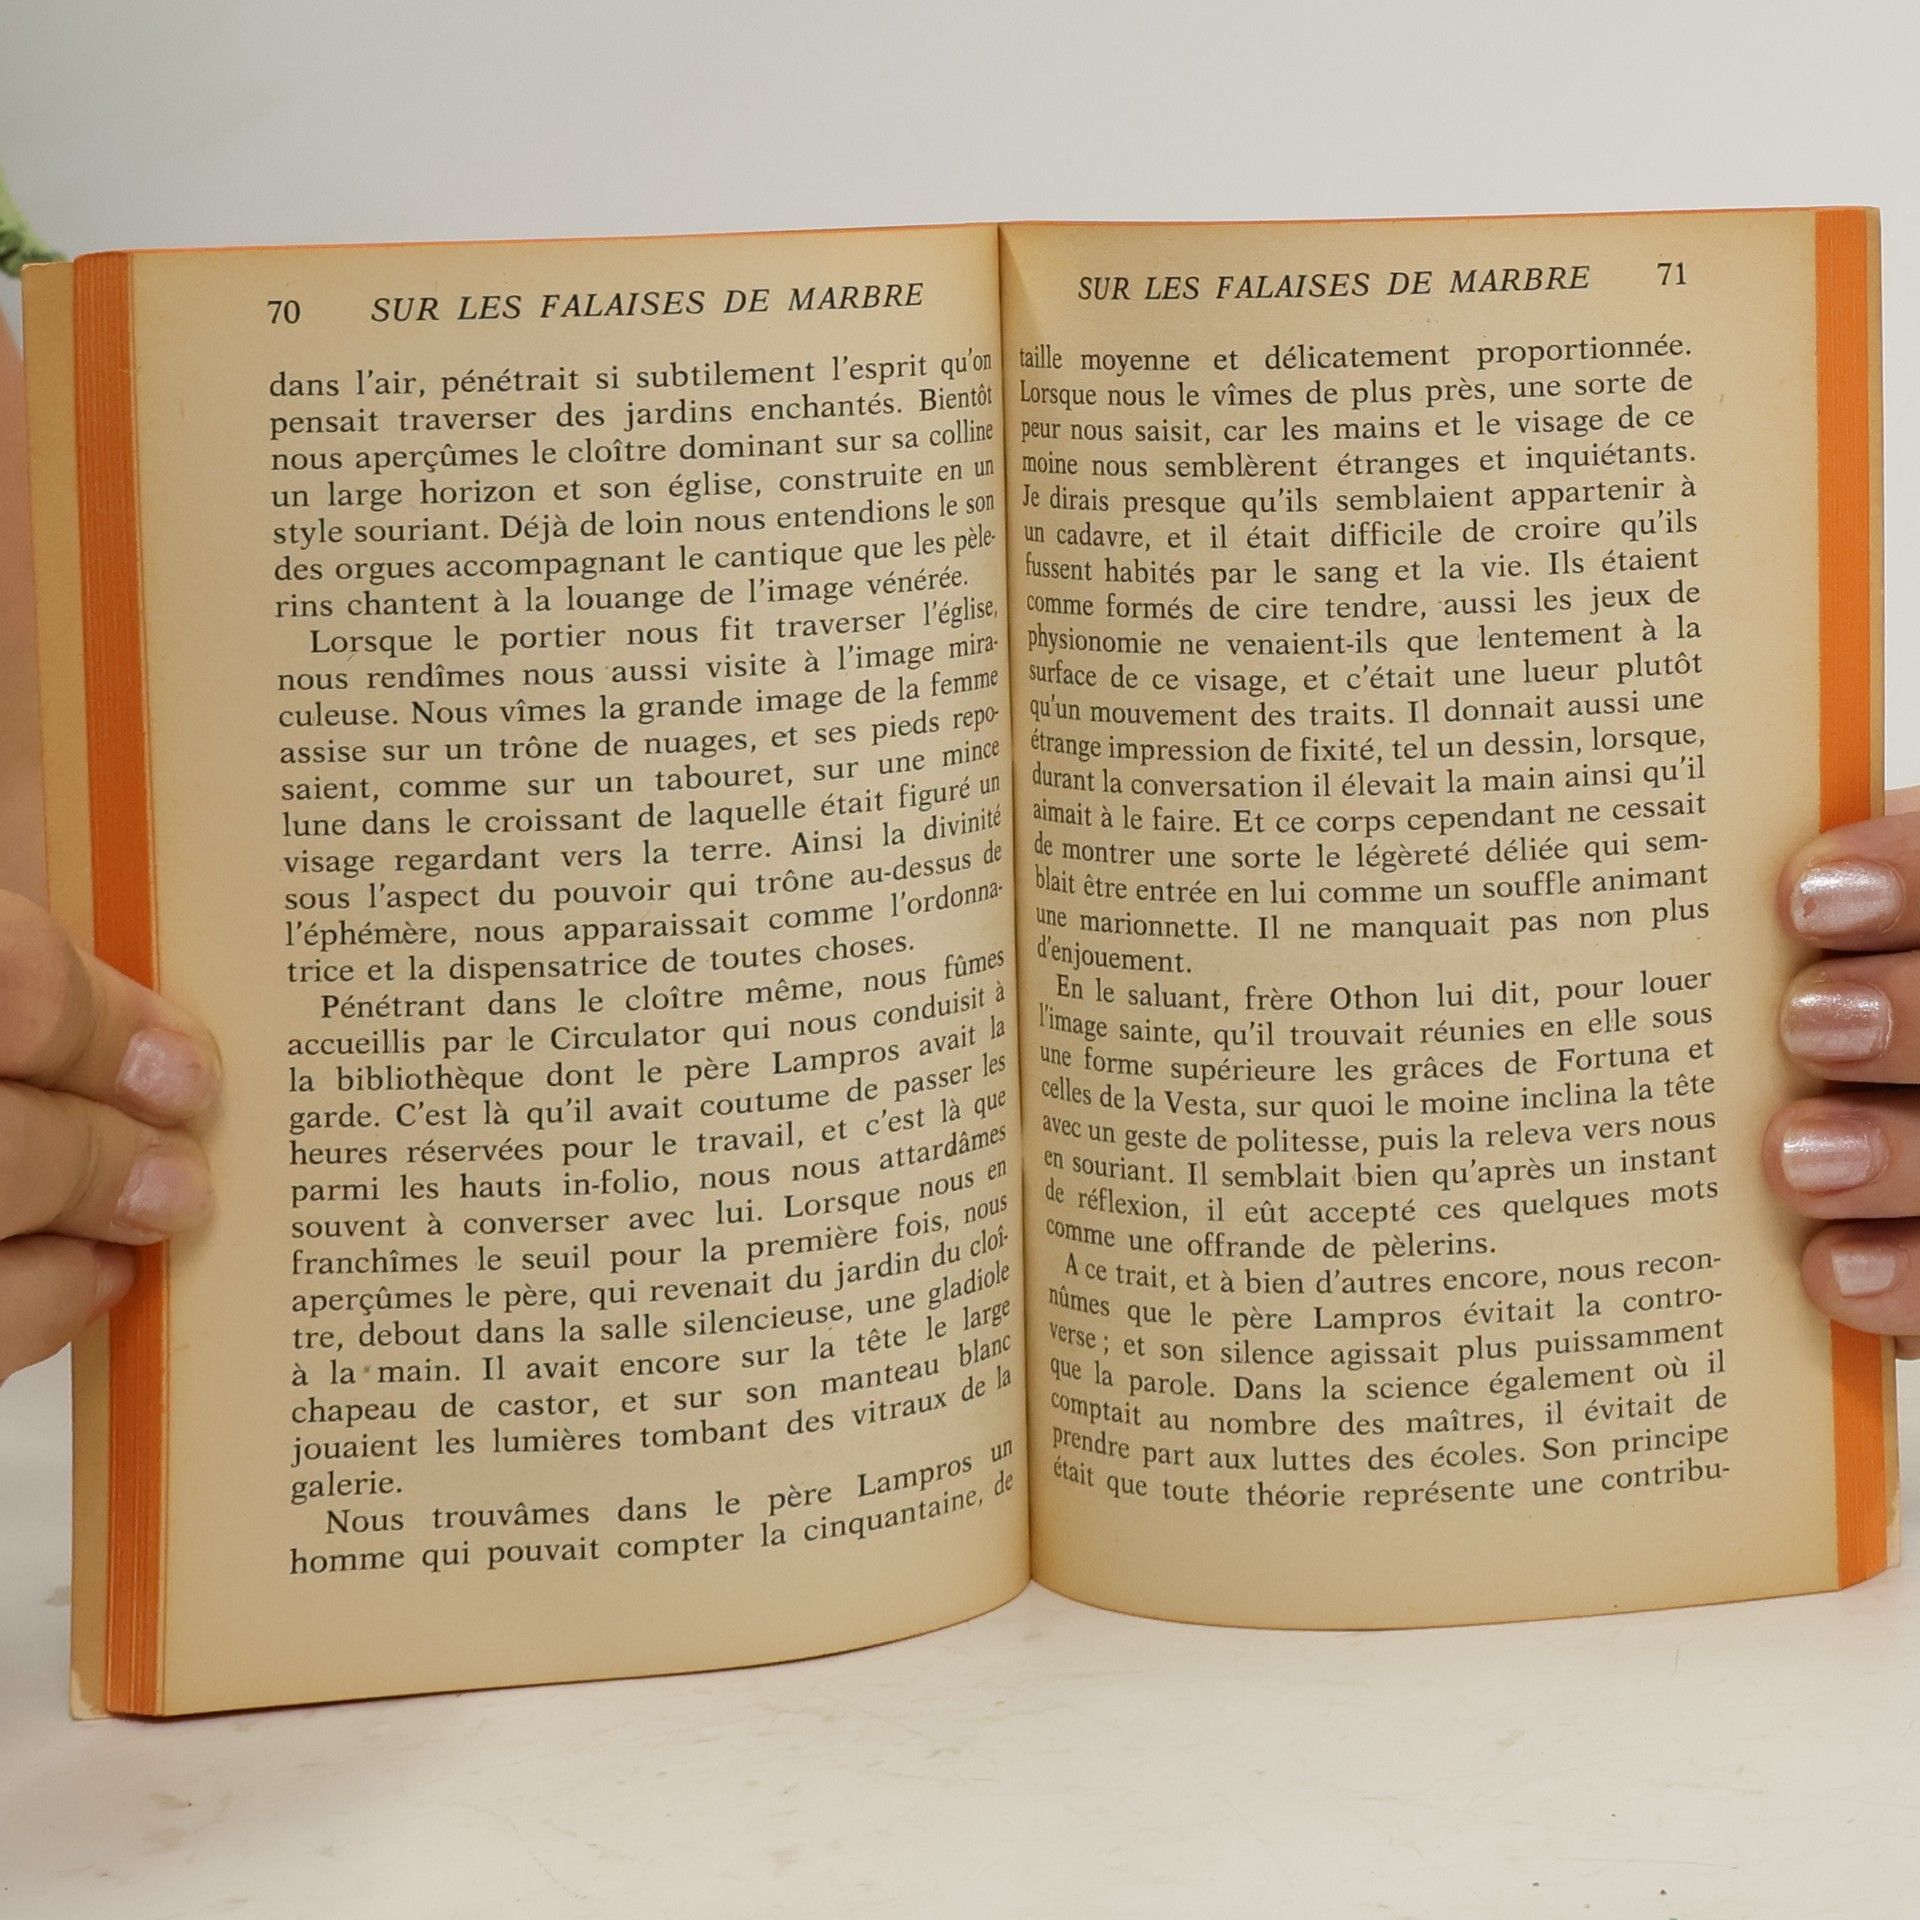 70 SUR LES FALAISES DE MARBRE
dans l'air, pénétrait si subtilement l'esprit qu'on
pensait traverser des jardins enchantés. Bientôt
nous aperçûmes le cloître dominant sur sa colline
un large horizon et son église, construite en un
style souriant. Déjà de loin nous entendions le son
des orgues accompagnant le cantique que les pèle-
rins chantent à la louange de l'image vénérée.
Lorsque le portier nous fit traverser l'église,
nous rendîmes nous aussi visite à l'image mira-
culeuse. Nous vîmes la grande image de la femme
assise sur un trône de nuages, et ses pieds repo-
saient, comme sur un tabouret, sur une mince
lune dans le croissant de laquelle était figuré un
visage regardant vers la terre. Ainsi la divinité
sous l'aspect du pouvoir qui trône au-dessus de
l'éphémère, nous apparaissait comme l'ordonna-
trice et la dispensatrice de toutes choses.
Pénétrant dans le cloître même, nous fûmes
accueillis par le Circulator qui nous conduisit à
la bibliothèque dont le père Lampros avait la
garde. C'est là qu'il avait coutume de passer les
heures réservées pour le travail, et c'est là que
parmi les hauts in-folio, nous nous attardâmes
souvent à converser avec lui. Lorsque nous en
franchîmes le seuil pour la première fois, nous
aperçûmes le père, qui revenait du jardin du cloî-
tre, debout dans la salle silencieuse, une gladiole
à la main. Il avait encore sur la tête le large
chapeau de castor, et sur son manteau blanc
jouaient les lumières tombant des vitraux de la
galerie.
Nous trouvâmes dans le père Lampros un
homme qui pouvait compter la cinquantaine, de
SUR LES FALAISES DE MARBRE 71
taille moyenne et délicatement proportionnée.
Lorsque nous le vîmes de plus près, une sorte de
peur nous saisit, car les mains et le visage de ce
moine nous semblèrent étranges et inquiétants.
Je dirais presque qu'ils semblaient appartenir à
un cadavre, et il était difficile de croire qu'ils
fussent habités par le sang et la vie. Ils étaient
comme formés de cire tendre, aussi les jeux de
physionomie ne venaient-ils que lentement à la
surface de ce visage, et c'était une lueur plutôt
qu'un mouvement des traits. Il donnait aussi une
étrange impression de fixité, tel un dessin, lorsque,
durant la conversation il élevait la main ainsi qu'il
aimait à le faire. Et ce corps cependant ne cessait
de montrer une sorte le légèreté déliée qui sem-
blait être entrée en lui comme un souffle animant
une marionnette. Il ne manquait pas non plus
d'enjouement.
En le saluant, frère Othon lui dit, pour louer
l'image sainte, qu'il trouvait réunies en elle sous
une forme supérieure les grâces de Fortuna et
celles de la Vesta, sur quoi le moine inclina la tête
avec un geste de politesse, puis la releva vers nous
en souriant. Il semblait bien qu'après un instant
de réflexion, il eût accepté ces quelques mots
comme une offrande de pèlerins.
A ce trait, et à bien d'autres encore, nous recon-
nûmes que le père Lampros évitait la contro-
verse ; et son silence agissait plus puissamment
que la parole. Dans la science également où il
comptait au nombre des maîtres, il évitait de
prendre part aux luttes des écoles. Son principe
était que toute théorie représente une contribu-